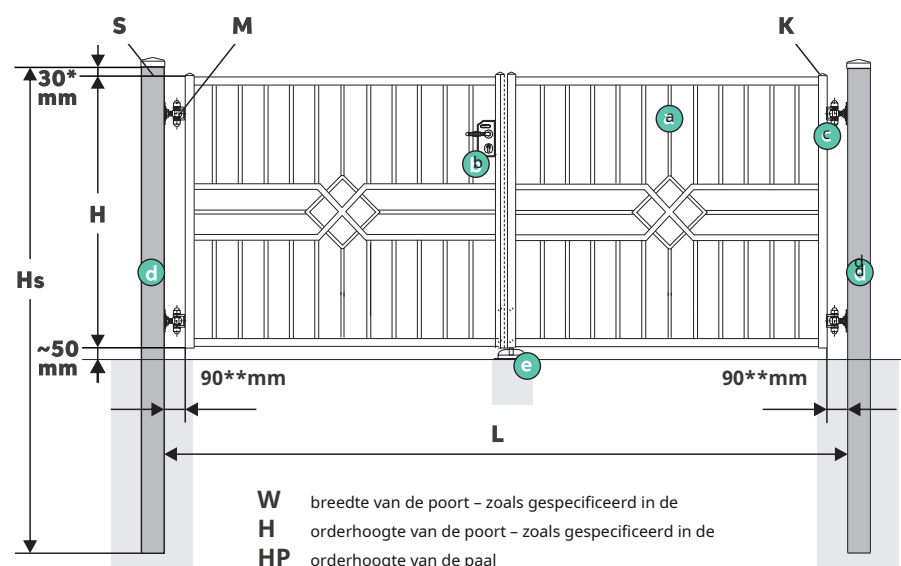 S M K
30*
mm
a
c
b
H
d
d
d
Hs
~50
mm
e
90**mm 90**mm
L
W breedte van de poort – zoals gespecificeerd in de
H orderhoogte van de poort – zoals gespecificeerd in de
HP orderhoogte van de paal